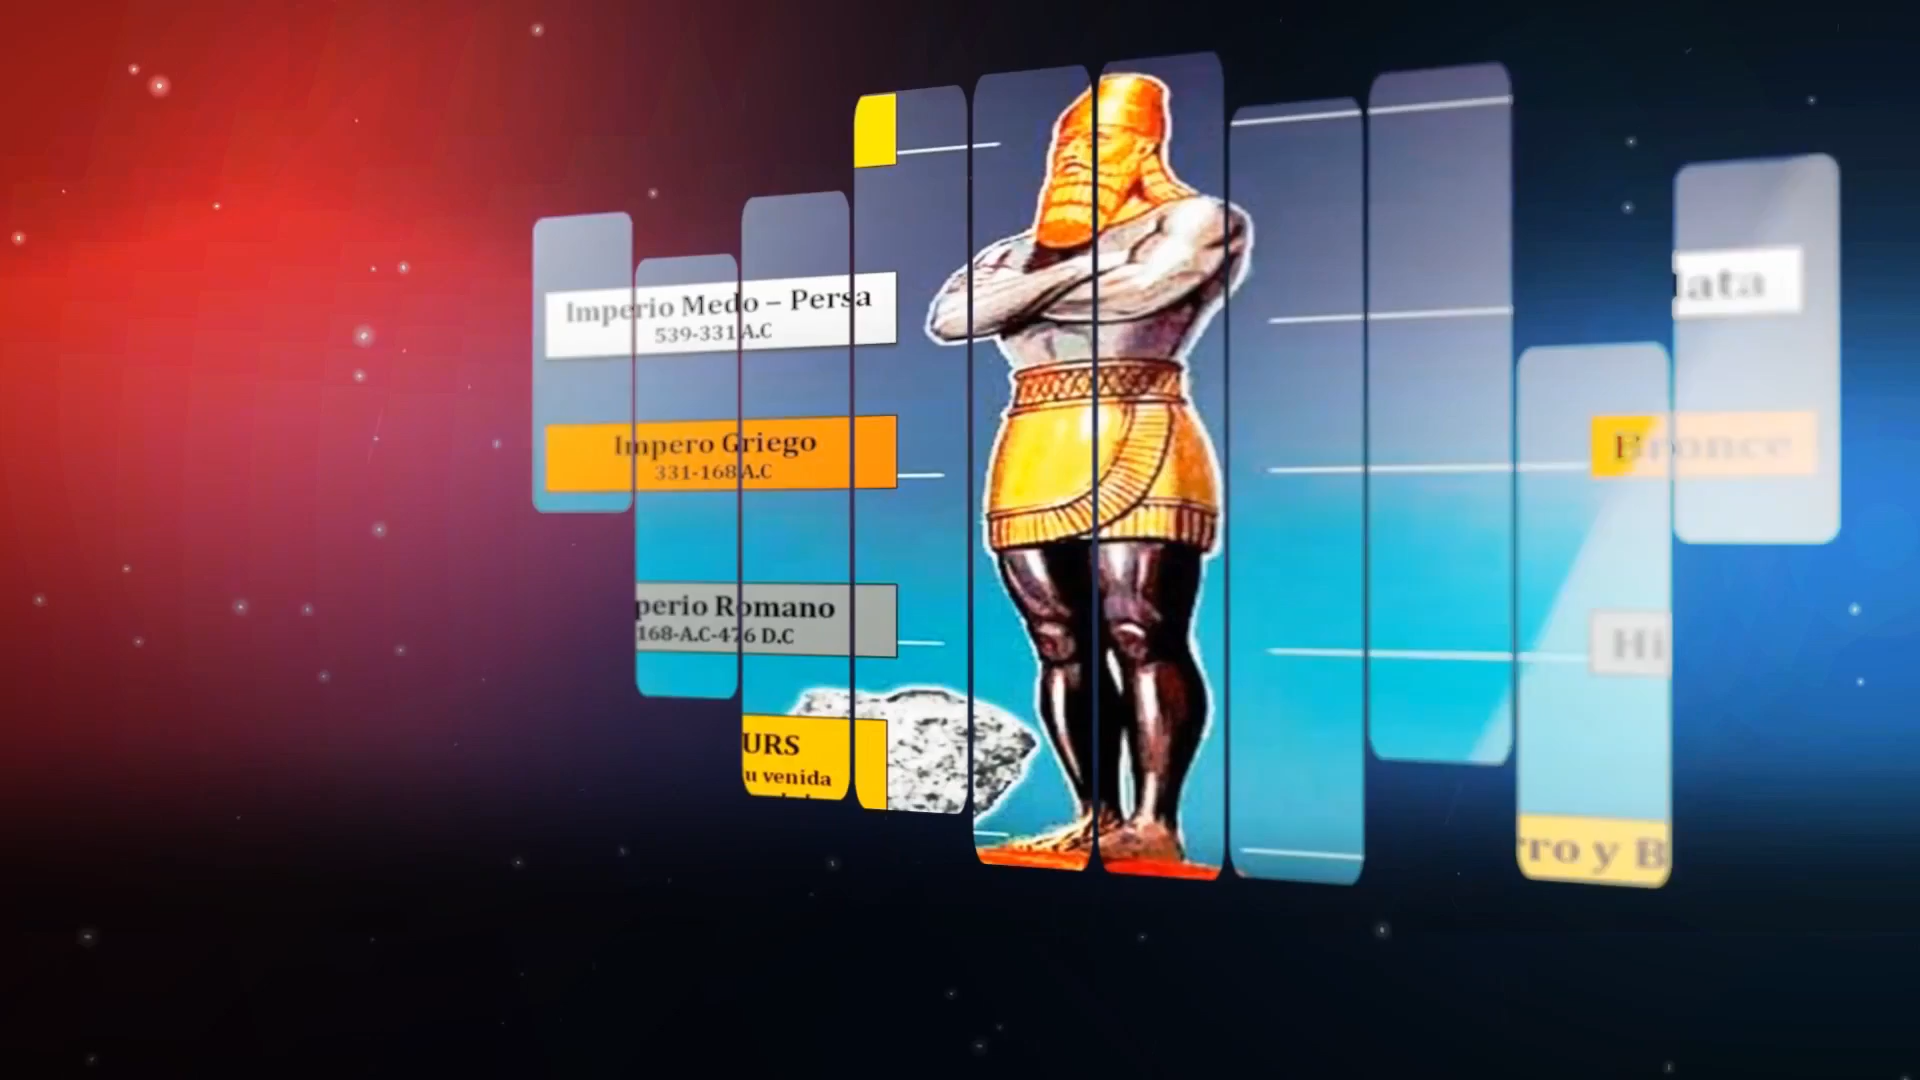 Imperio Medo – Persa
539-331 A.C
Impero Griego
331-168 A.C
perio Romano
168-A.C-476 D.C
URS
u venida
lata
Bronce
Hi
rro y B